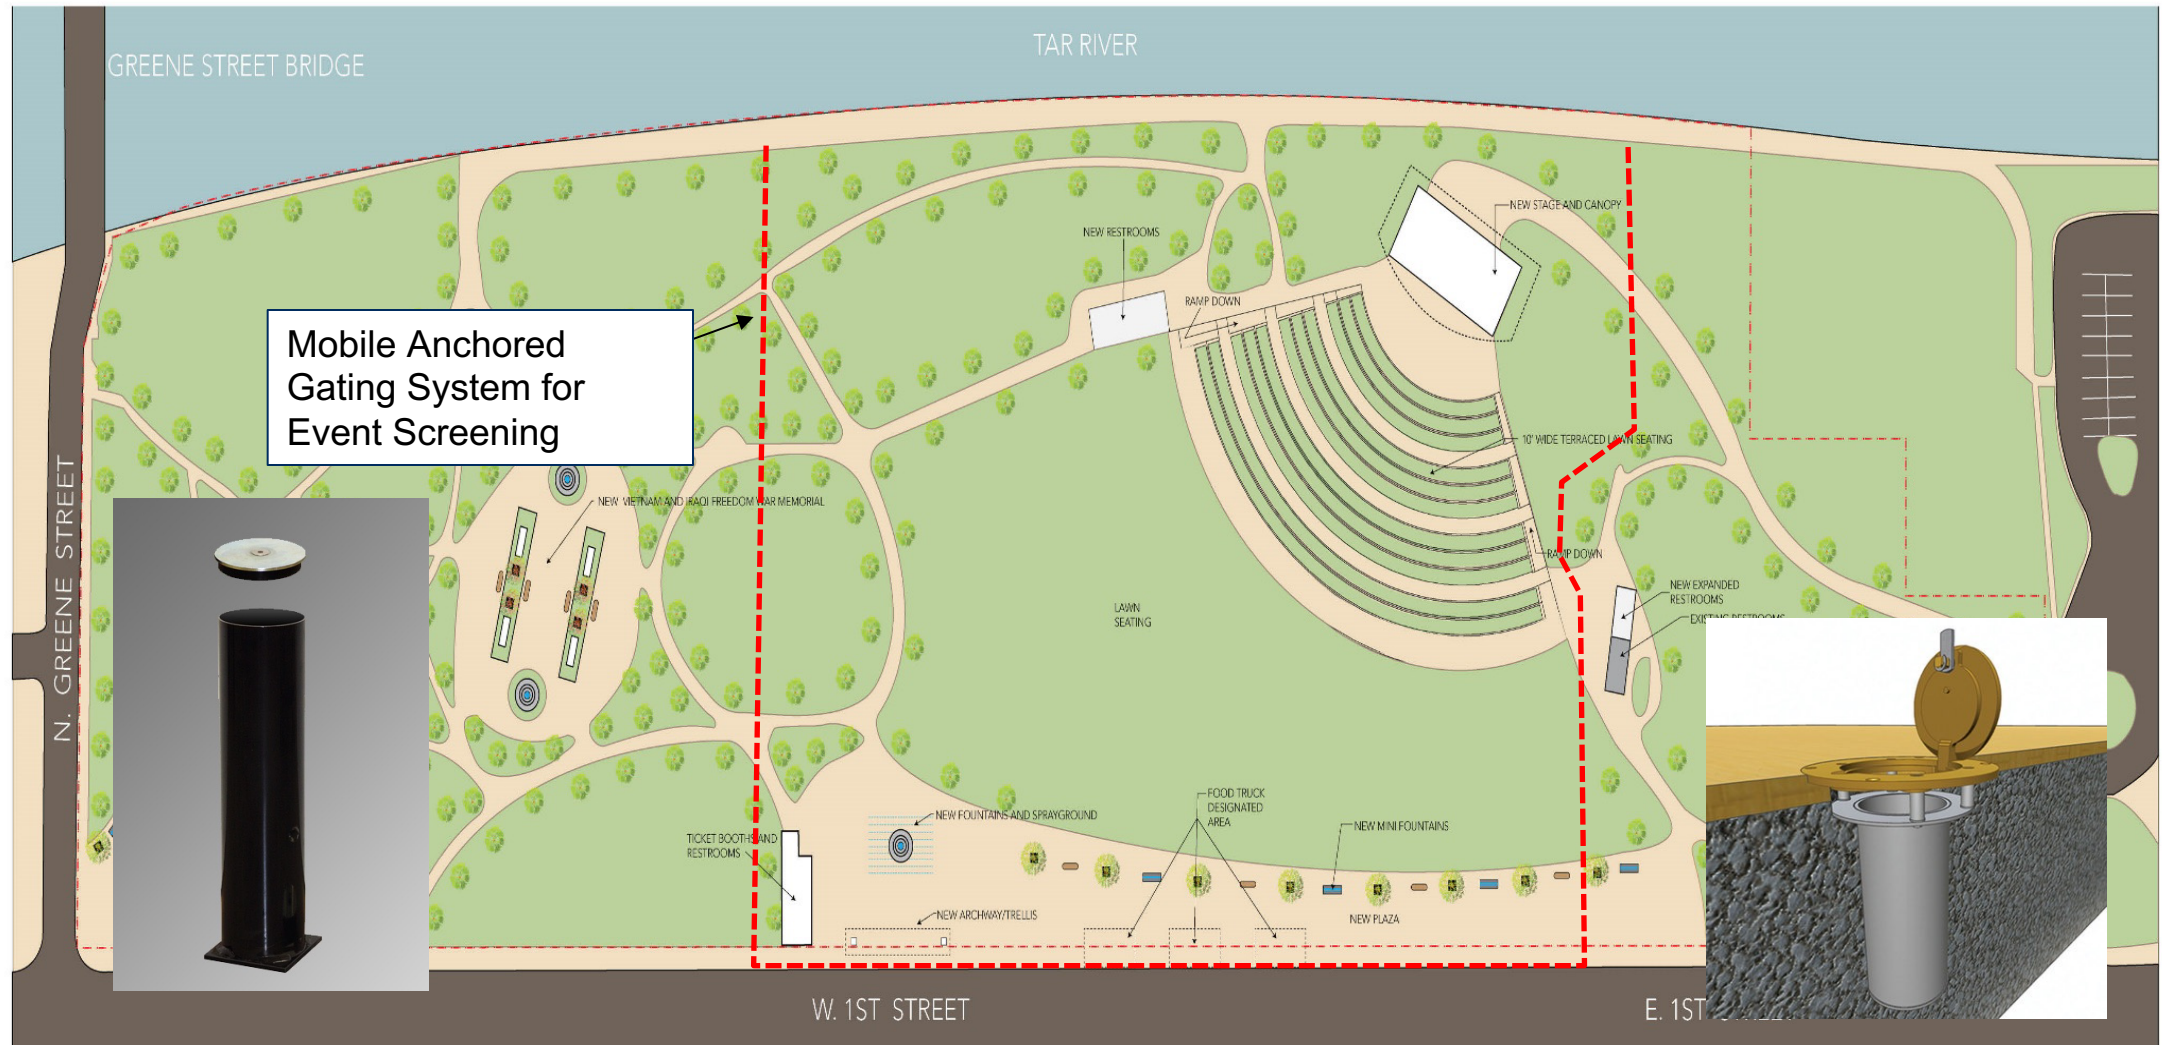 TAR RIVER
GREENE STREET BRIDGE
NEW STAGE AND CANOPY
NEW RESTROOMS
RAMP DOWN
Mobile Anchored
Gating System for
Event Screening
10' WIDE TERRACED LAWN SEATING
NEW VIETNAM AND IRAQI FREEDOM WAR MEMORIAL
N. GREENE STREET
RAMP DOWN
NEW EXPANDED
RESTROOMS
EXISTING RESTROOMS
LAWN
SEATING
FOOD TRUCK
DESIGNATED
AREA
NEW FOUNTAINS AND SPRAYGROUND
NEW MINI FOUNTAINS
TICKET BOOTHS AND
RESTROOMS
NEW ARCHWAY/TRELLIS
NEW PLAZA
W. 1ST STREET
E. 1ST